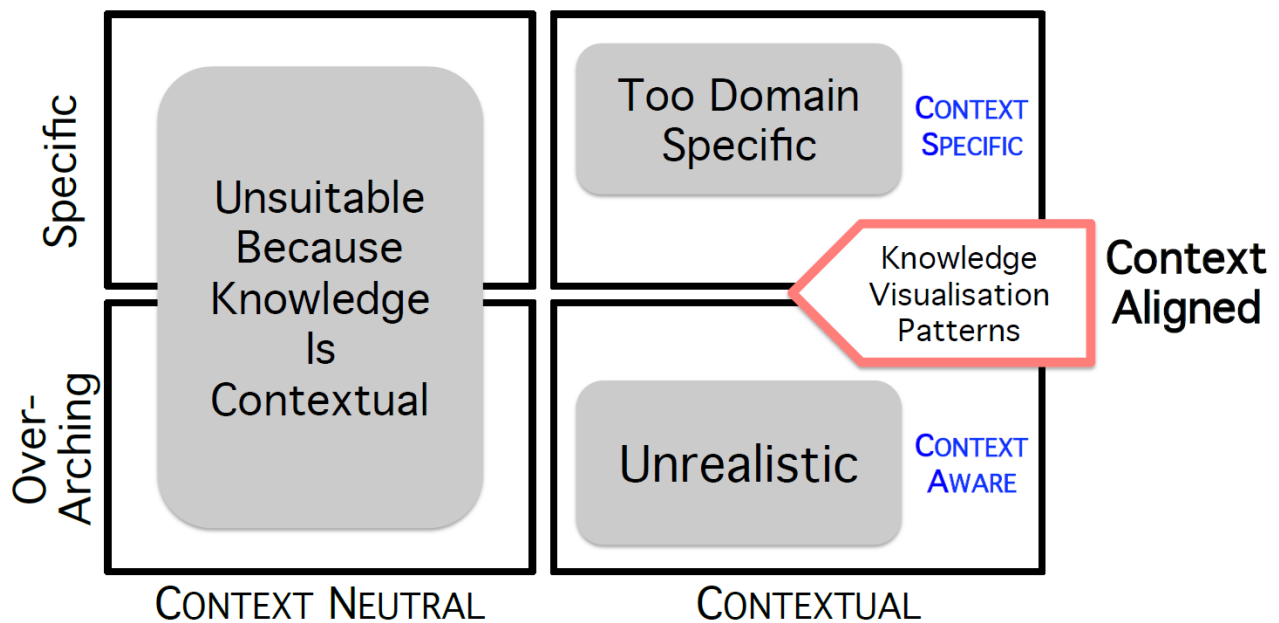 Specific
Unsuitable
Because
Knowledge
Is
Contextual
Too Domain
Specific
CONTEXT
SPECIFIC
Knowledge
Visualisation
Patterns
Context
Aligned
Over-
Arching
Unrealistic
CONTEXT
AWARE
CONTEXT NEUTRAL
CONTEXTUAL